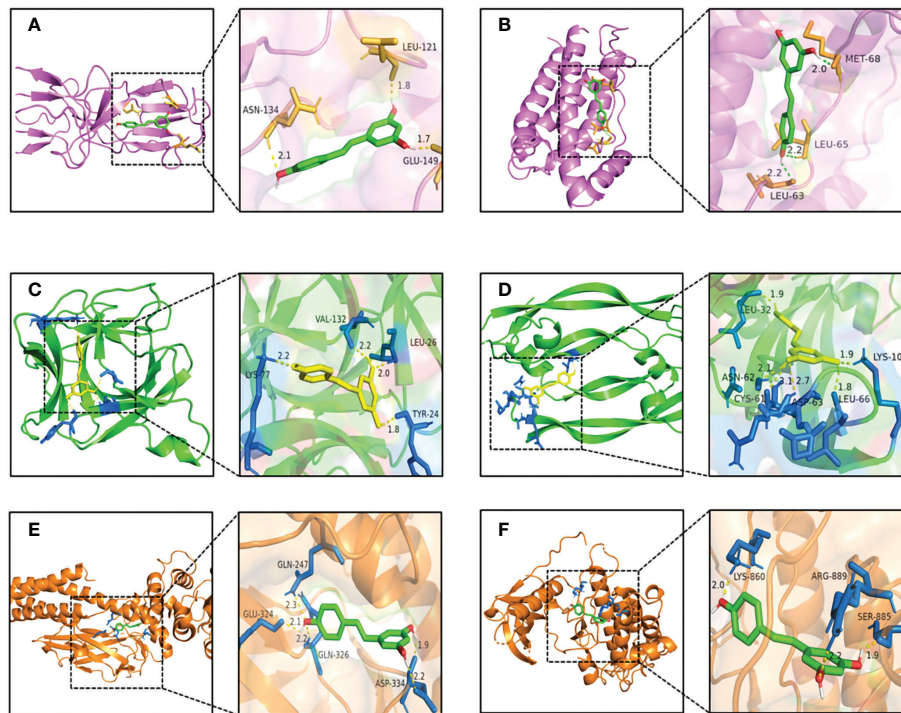 A
LEU-121
1.8
ASN-134
1.7
2.1
GLU-149
B
2.0
MET-68
2.2
LEU-65
2.2
LEU-63
C
VAL-132
LEU-26
2.2
2.2
2.0
LYS-77
TYR-24
1.8
D
1.9
LEU-32
1.9
LYS-10
2.1
ASN-62
3.1
2.7
1.8
CYS-61
ASP-63
LEU-66
E
GLN-247
2.3
GLU-324
2.1
2.2
GLN-326
1.9
2.2
ASP-334
F
LYS-860
ARG-889
2.0
SER-885
2.2
1.9